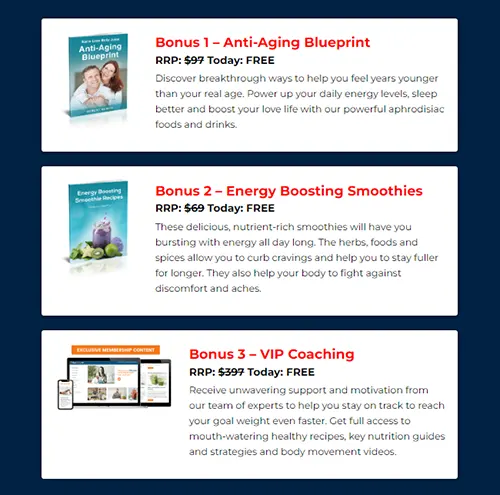 Anti-Aging
Blueprint
Bonus 1 – Anti-Aging Blueprint
RRP: $97 Today: FREE
Discover breakthrough ways to help you feel years younger
than your real age. Power up your daily energy levels, sleep
better and boost your love life with our powerful aphrodisiac
foods and drinks.
Energy Boosting
Smoothie Recipes
Bonus 2 – Energy Boosting Smoothies
RRP: $69 Today: FREE
These delicious, nutrient-rich smoothies will have you
bursting with energy all day long. The herbs, foods and
spices allow you to curb cravings and help you to stay fuller
for longer. They also help your body to fight against
discomfort and aches.
EXCLUSIVE MEMBERSHIP CONTENT
Bonus 3 – VIP Coaching
RRP: $397 Today: FREE
Receive unwavering support and motivation from
our team of experts to help you stay on track to reach
your goal weight even faster. Get full access to
mouth-watering healthy recipes, key nutrition guides
and strategies and body movement videos.